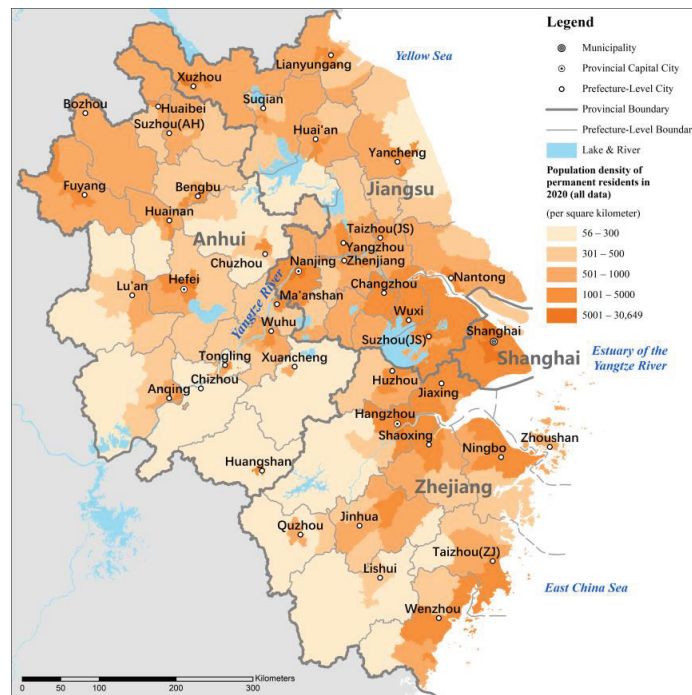 Legend
Municipality
Provincial Capital City
Prefecture-Level City
Provincial Boundary
Prefecture-Level Boundar
Lake & River
Population density of
permanent residents in
2020 (all data)
(per square kilometer)
56 – 300
301 – 500
501 – 1000
1001 – 5000
5001 – 30,649
Yellow Sea
Lianyungang
Xuzhou
Suqian
Bozhou
Huaibei
Suzhou(AH)
Huai'an
Yancheng
Fuyang
Bengbu
Jiangsu
Huainan
Taizhou(JS)
Anhui
Yangzhou
Chuzhou
Nanjing
Zhenjiang
Nantong
Lu'an
Hefei
Changzhou
Yangtze River
Ma'anshan
Wuxi
Wuhu
Suzhou(JS)
Shanghai
Shanghai
Estuary of the
Yangtze River
Tongling
Xuancheng
Chizhou
Huzhou
Jiaxing
Anqing
Hangzhou
Shaoxing
Zhoushan
Ningbo
Huangshan
Zhejiang
Jinhua
Quzhou
Taizhou(ZJ)
Lishui
East China Sea
Wenzhou
Kilometers
0 50 100 200 300